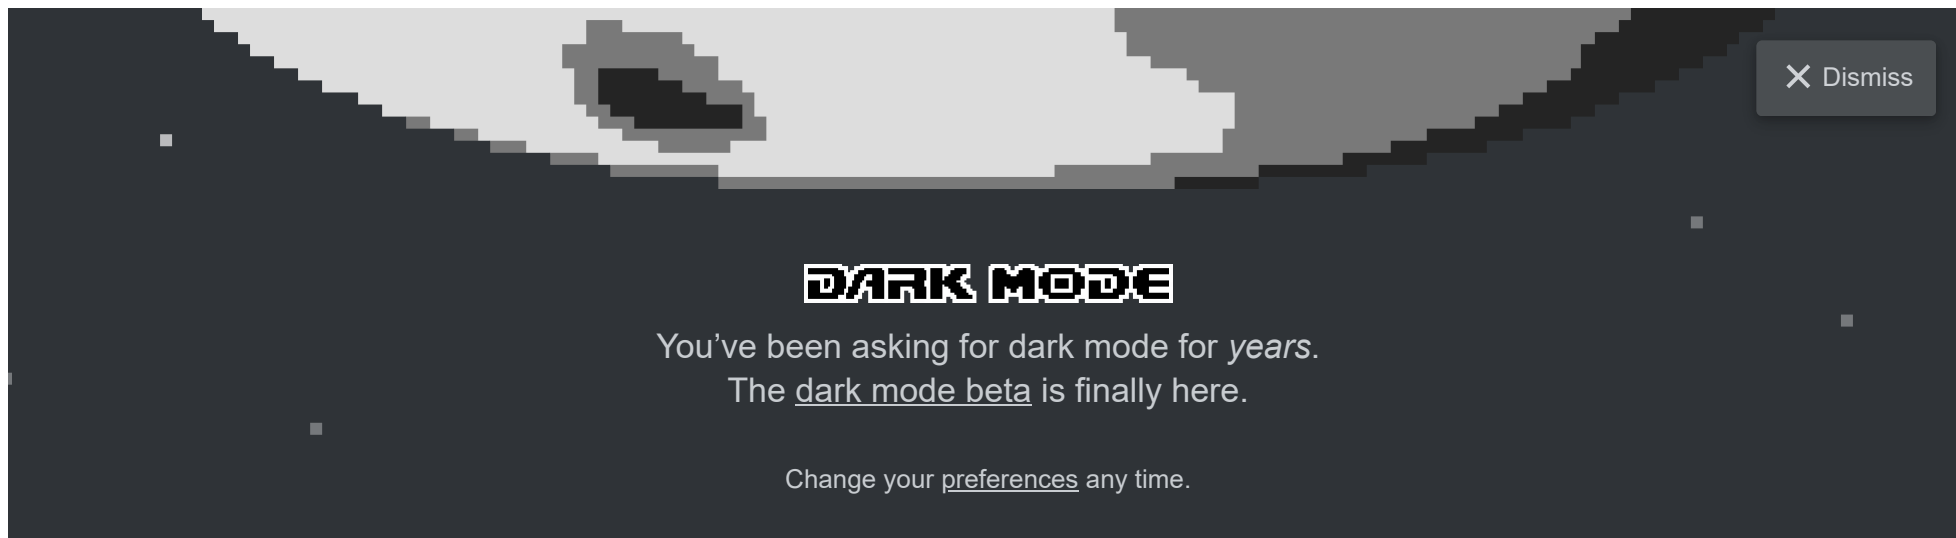 Dismiss
DARK MODE
You’ve been asking for dark mode for years.
The dark mode beta is finally here.
Change your preferences any time.